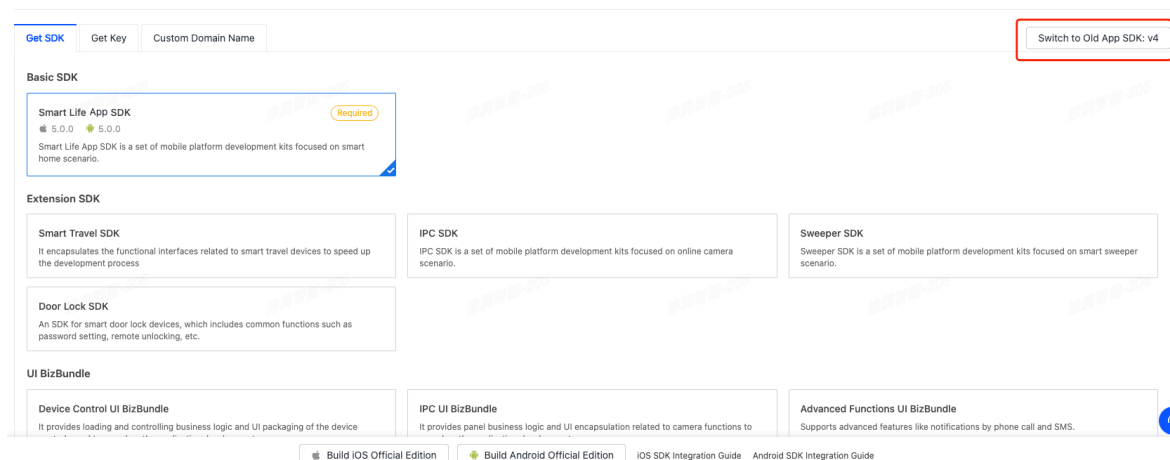 Get SDK
Get Key
Custom Domain Name
Switch to Old App SDK: v4
Basic SDK
Smart Life App SDK
Required
5.0.0
5.0.0
Smart Life App SDK is a set of mobile platform development kits focused on smart
home scenario.
Extension SDK
Smart Travel SDK
It encapsulates the functional interfaces related to smart travel devices to speed up
the development process
IPC SDK
IPC SDK is a set of mobile platform development kits focused on online camera
scenario.
Sweeper SDK
Sweeper SDK is a set of mobile platform development kits focused on smart sweeper
scenario.
Door Lock SDK
An SDK for smart door lock devices, which includes common functions such as
password setting, remote unlocking, etc.
UI BizBundle
Device Control UI BizBundle
It provides loading and controlling business logic and UI packaging of the device
IPC UI BizBundle
It provides panel business logic and UI encapsulation related to camera functions to
Advanced Functions UI BizBundle
Supports advanced features like notifications by phone call and SMS.
Build iOS Official Edition
Build Android Official Edition
iOS SDK Integration Guide
Android SDK Integration Guide